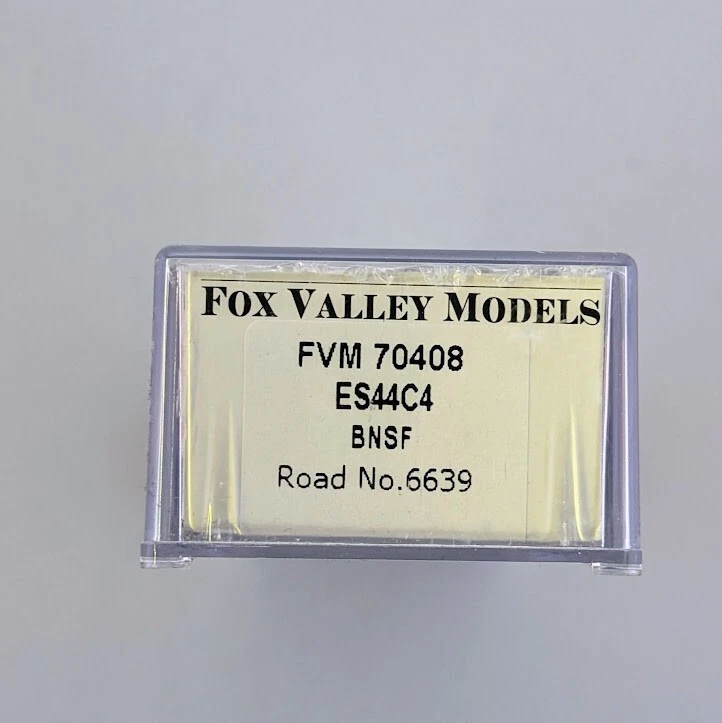 FOX VALLEY MODELS
FVM 70408
ES44C4
BNSF
Road No.6639